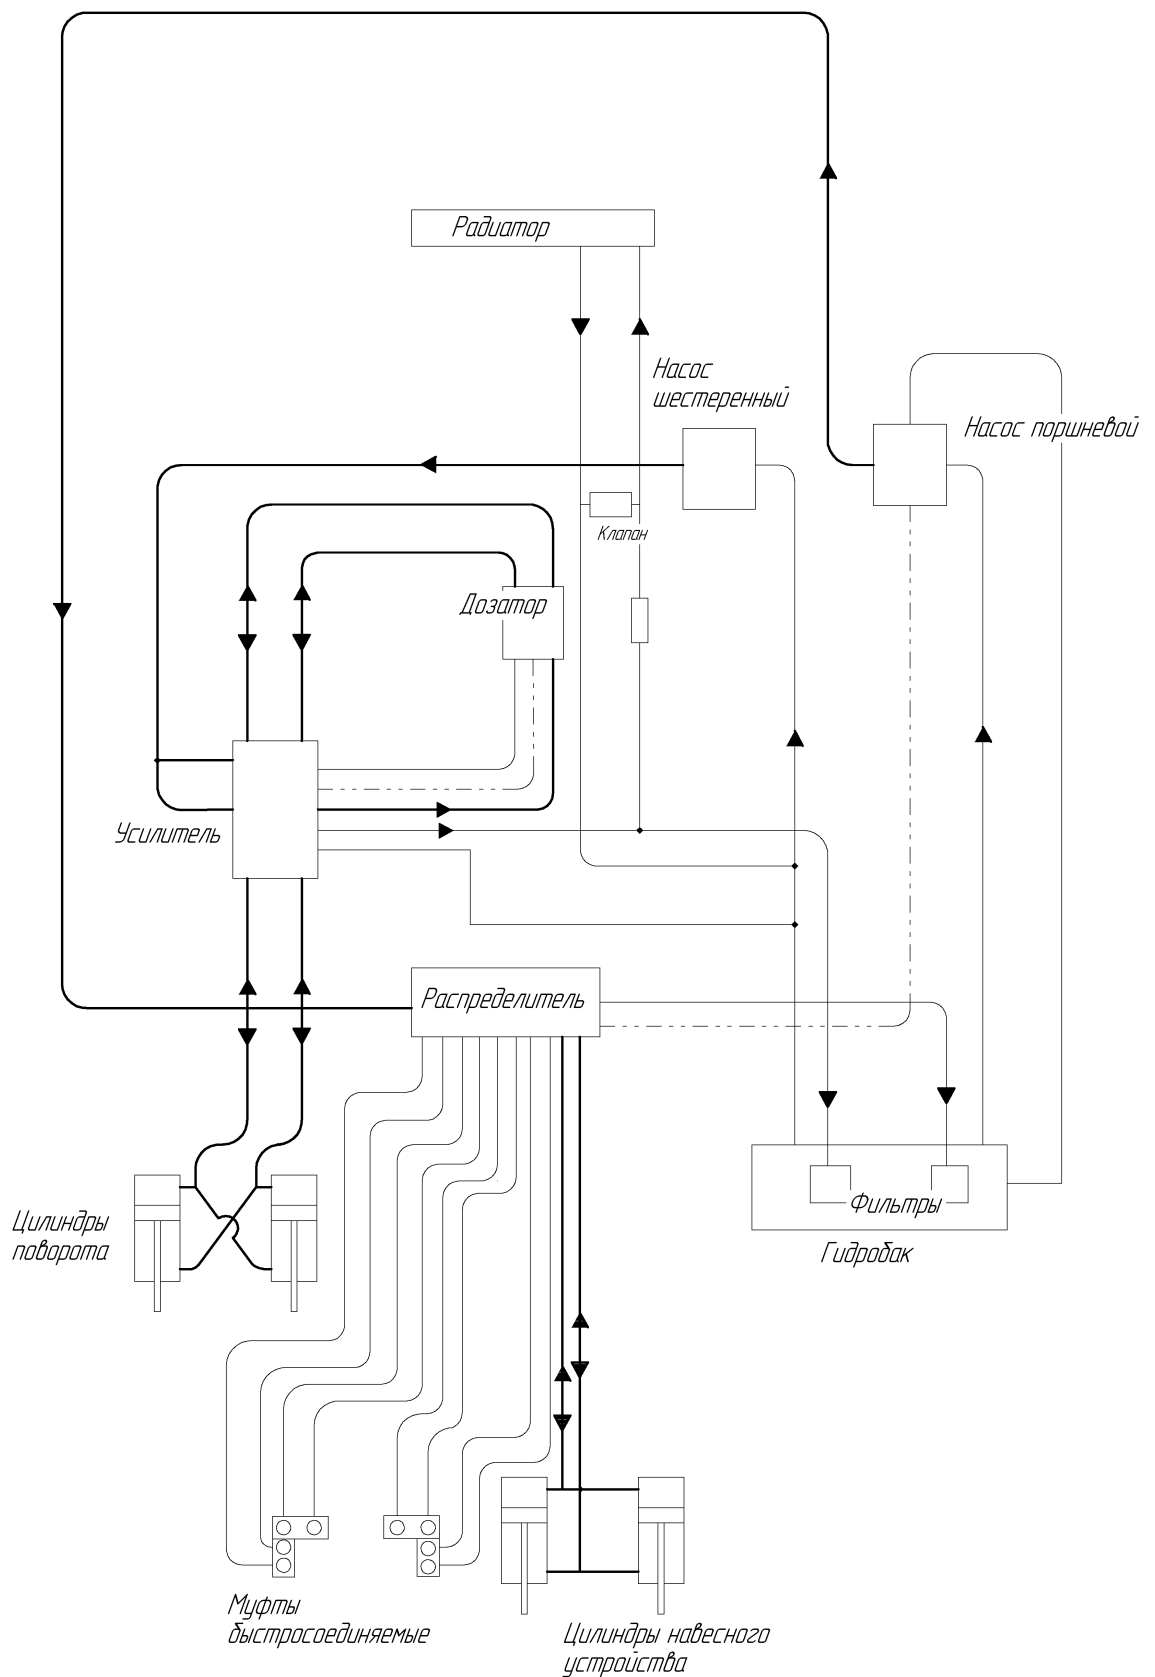 Радиатор
Насос
шестеренный
Насос поршневой
Клапан
Дозатор
Усилитель
Распределитель
Фильтры
Цилиндры
поворота
Гидробак
Муфты
быстросоединяемые
Цилиндры навесного
устройства